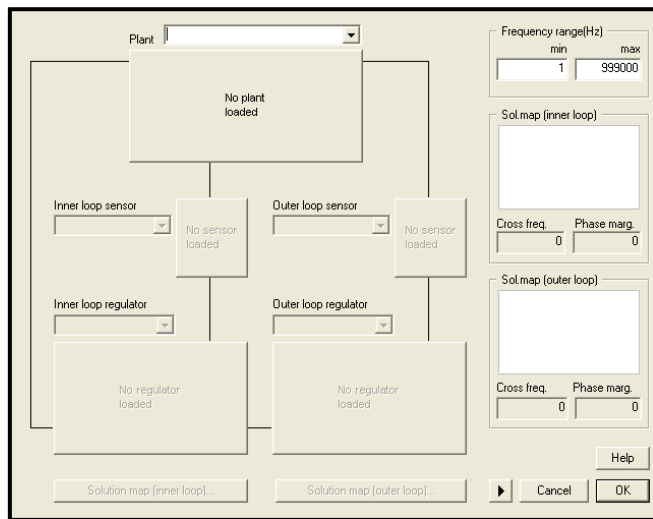 Plant
No plant
loaded
Inner loop sensor
No sensor
loaded
Outer loop sensor
No sensor
loaded
Inner loop regulator
No regulator
loaded
Outer loop regulator
No regulator
loaded
Solution map (inner loop)...
Solution map (outer loop)...
Frequency range(Hz)
min max
1 999000
Sol.map (inner loop)
Cross freq. Phase marg.
0 0
Sol.map (outer loop)
Cross freq. Phase marg.
0 0
Help
Cancel OK